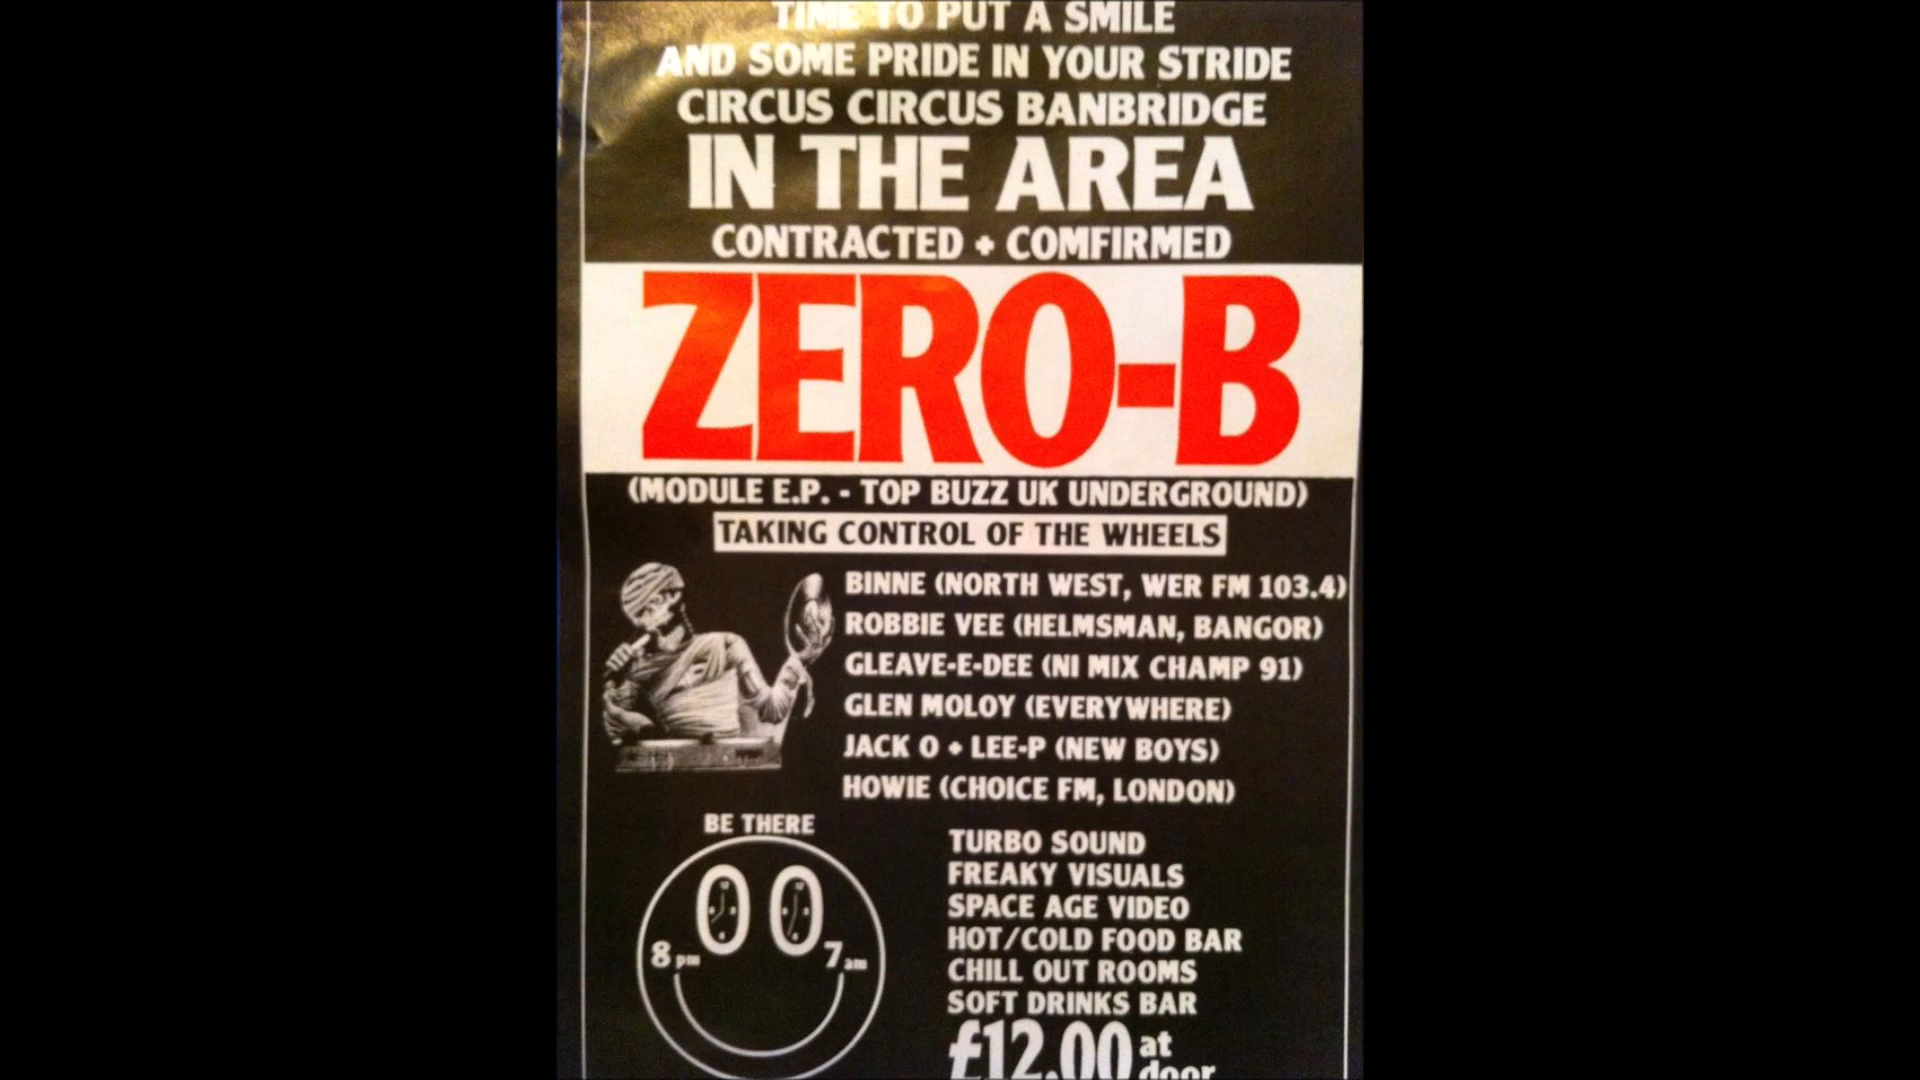 TIME TO PUT A SMILE
AND SOME PRIDE IN YOUR STRIDE
CIRCUS CIRCUS BANBRIDGE
IN THE AREA
CONTRACTED + COMFIRMED
ZERO-B
(MODULE E.P. - TOP BUZZ UK UNDERGROUND)
TAKING CONTROL OF THE WHEELS
BINNE (NORTH WEST, WER FM 103.4)
ROBBIE VEE (HELMSMAN, BANGOR)
GLEAVE-E-DEE (NI MIX CHAMP 91)
GLEN MOLOY (EVERYWHERE)
JACK O + LEE-P (NEW BOYS)
HOWIE (CHOICE FM, LONDON)
BE THERE
8pm 7am
TURBO SOUND
FREAKY VISUALS
SPACE AGE VIDEO
HOT/COLD FOOD BAR
CHILL OUT ROOMS
SOFT DRINKS BAR
£12.00 at door